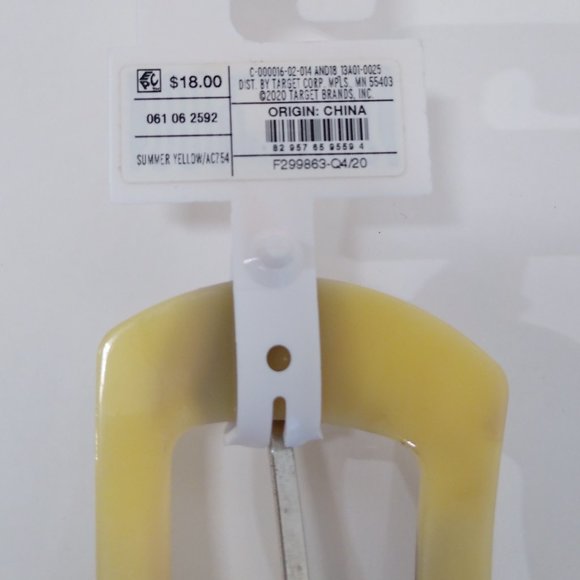 $18.00
061 06 2592
SUMMER YELLOW/AC754
C-000016-02-014 AND18 13A01-0025
DIST. BY TARGET CORP. MPLS, MN 55403
©2020 TARGET BRANDS, INC.
ORIGIN: CHINA
82 957 65 9559 4
F299863-Q4/20